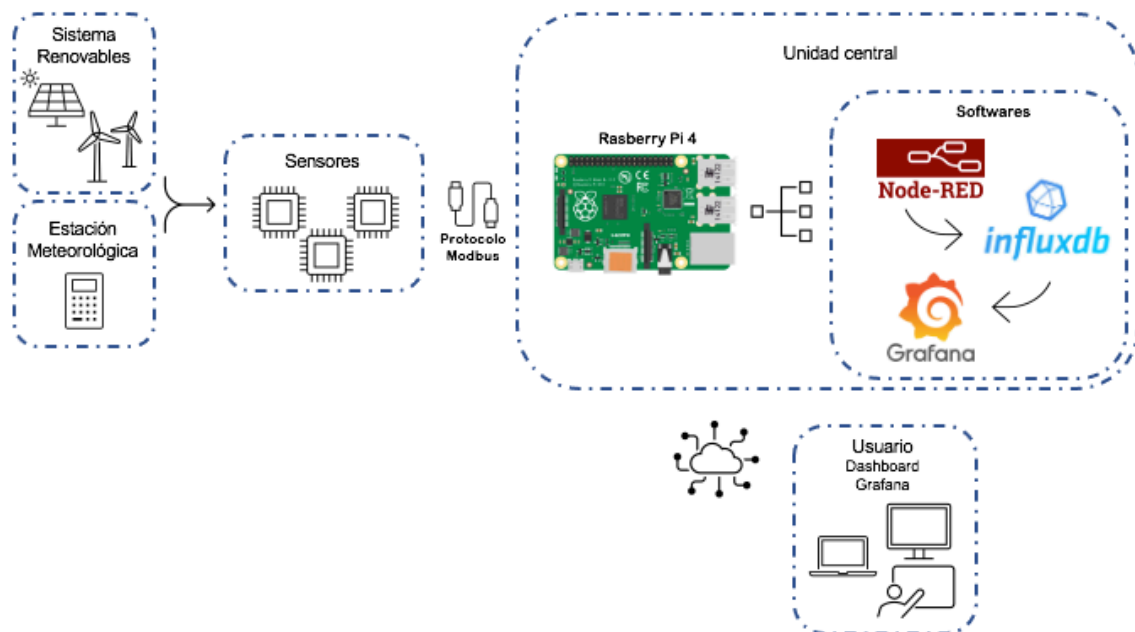 Sistema
Renovables
Estación
Meteorológica
Sensores
Protocolo
Modbus
Unidad central
Rasberry Pi 4
Softwares
Node-RED
influxdb
Grafana
Usuario
Dashboard
Grafana